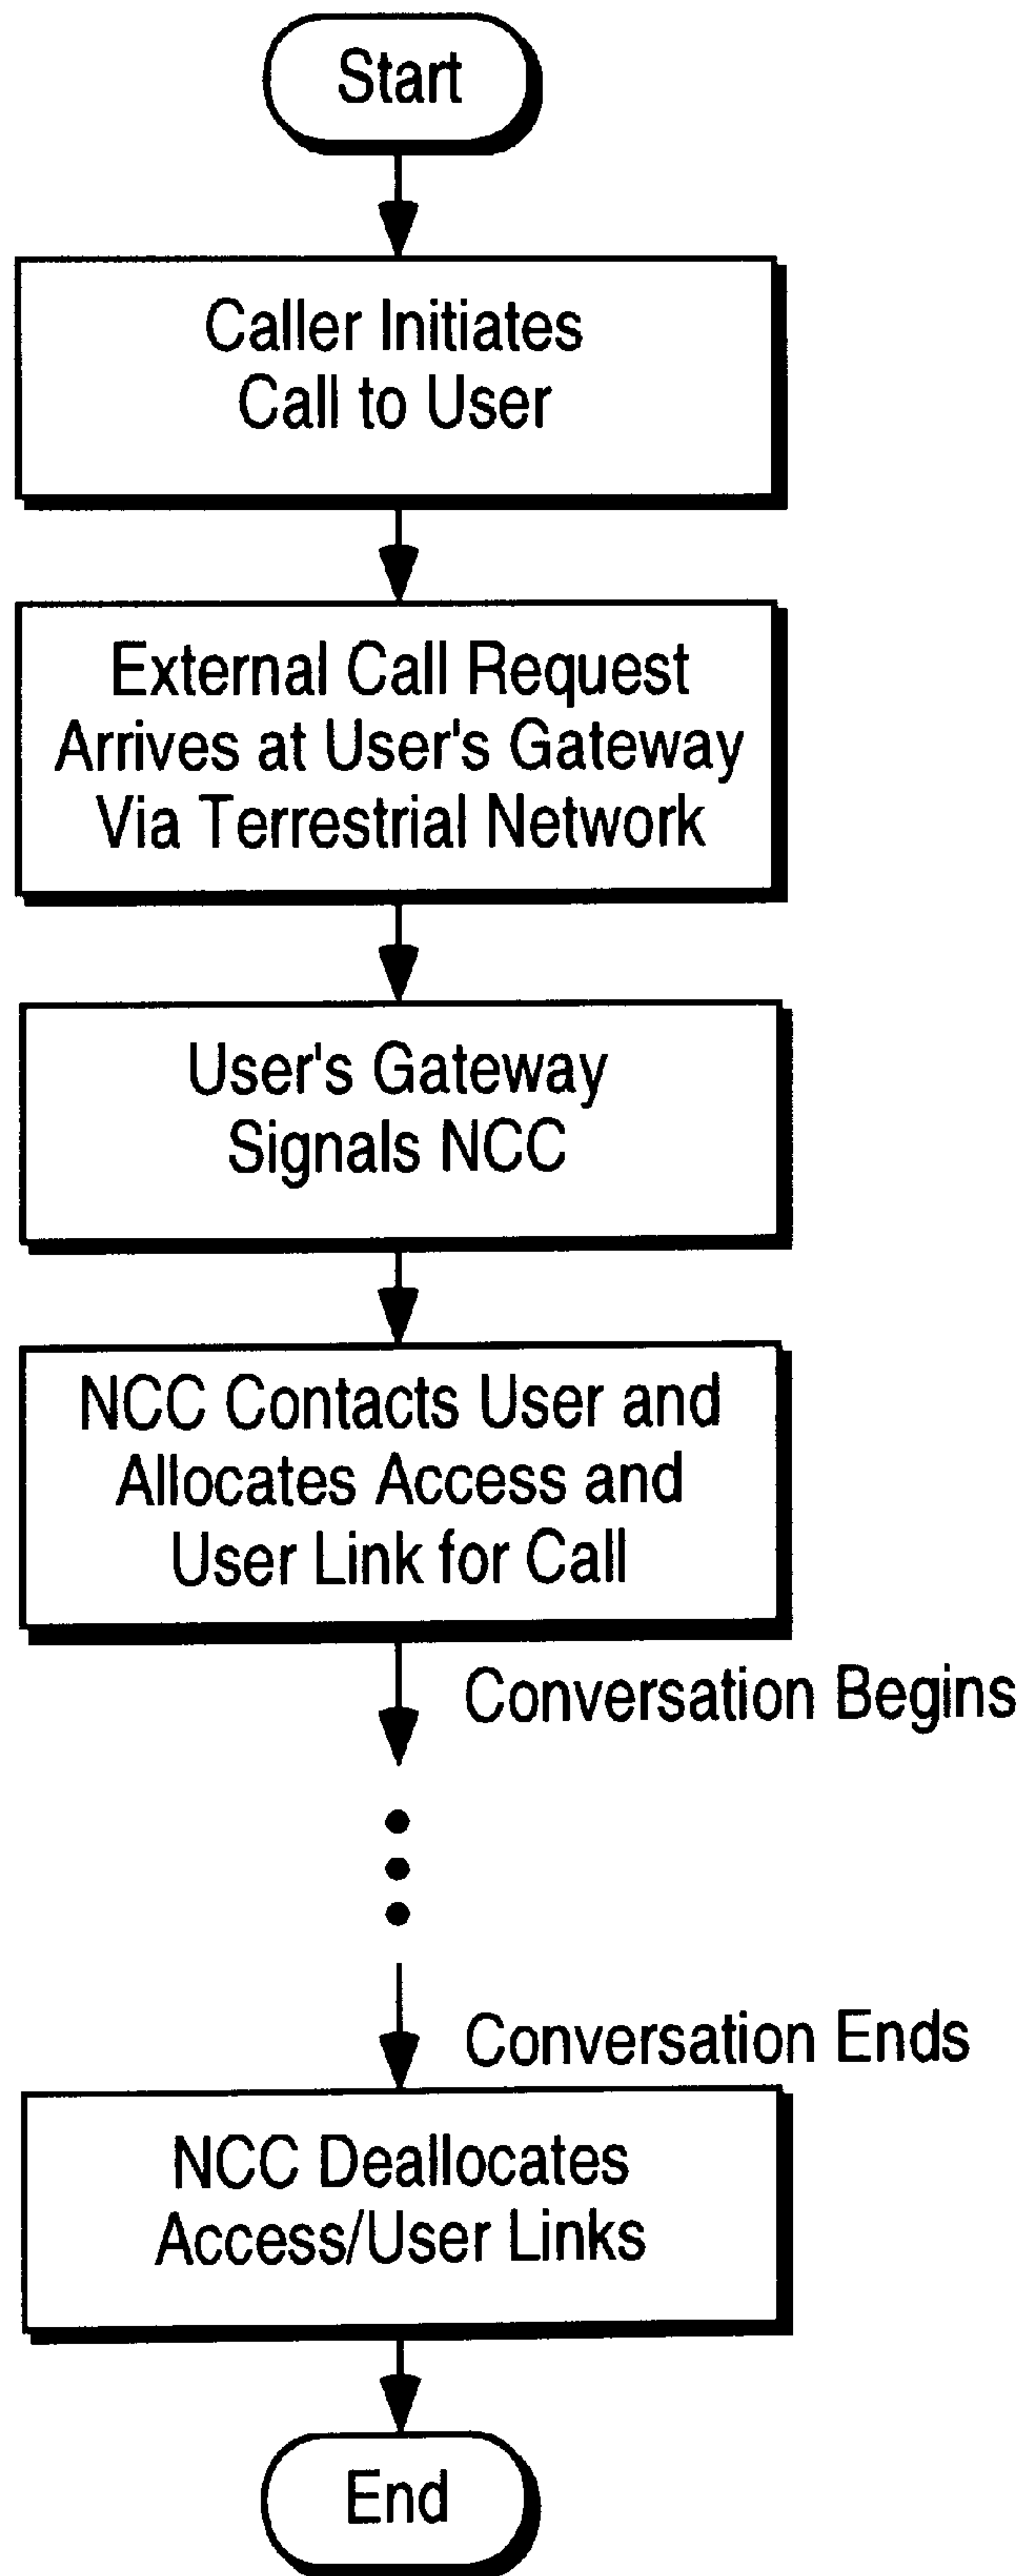 Start
Caller Initiates
Call to User
External Call Request
Arrives at User's Gateway
Via Terrestrial Network
User's Gateway
Signals NCC
NCC Contacts User and
Allocates Access and
User Link for Call
Conversation Begins
Conversation Ends
NCC Deallocates
Access/User Links
End